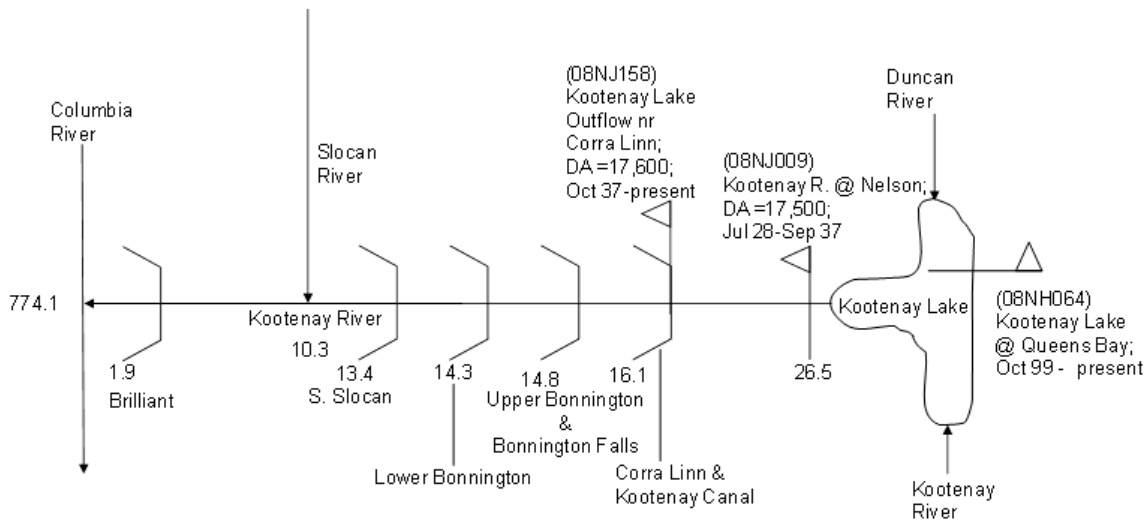 (08NJ158)
Kootenay Lake
Outflow nr
Corra Linn;
DA =17,600;
Oct 37-present
Duncan
River
Columbia
River
Slocan
River
(08NJ009)
Kootenay R. @ Nelson;
DA =17,500;
Jul 28-Sep 37
774.1
Kootenay River
Kootenay Lake
(08NH064)
Kootenay Lake
@ Queens Bay;
Oct 99 - present
10.3
1.9
Brilliant
13.4
S. Slocan
14.3
Lower Bonnington
14.8
Upper Bonnington
&
Bonnington Falls
16.1
Corra Linn &
Kootenay Canal
26.5
Kootenay
River